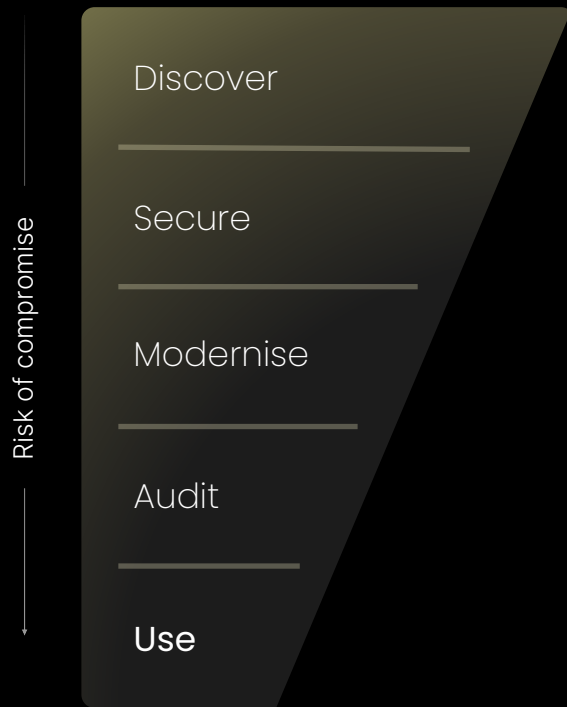 Risk of compromise
Discover
Secure
Modernise
Audit
Use